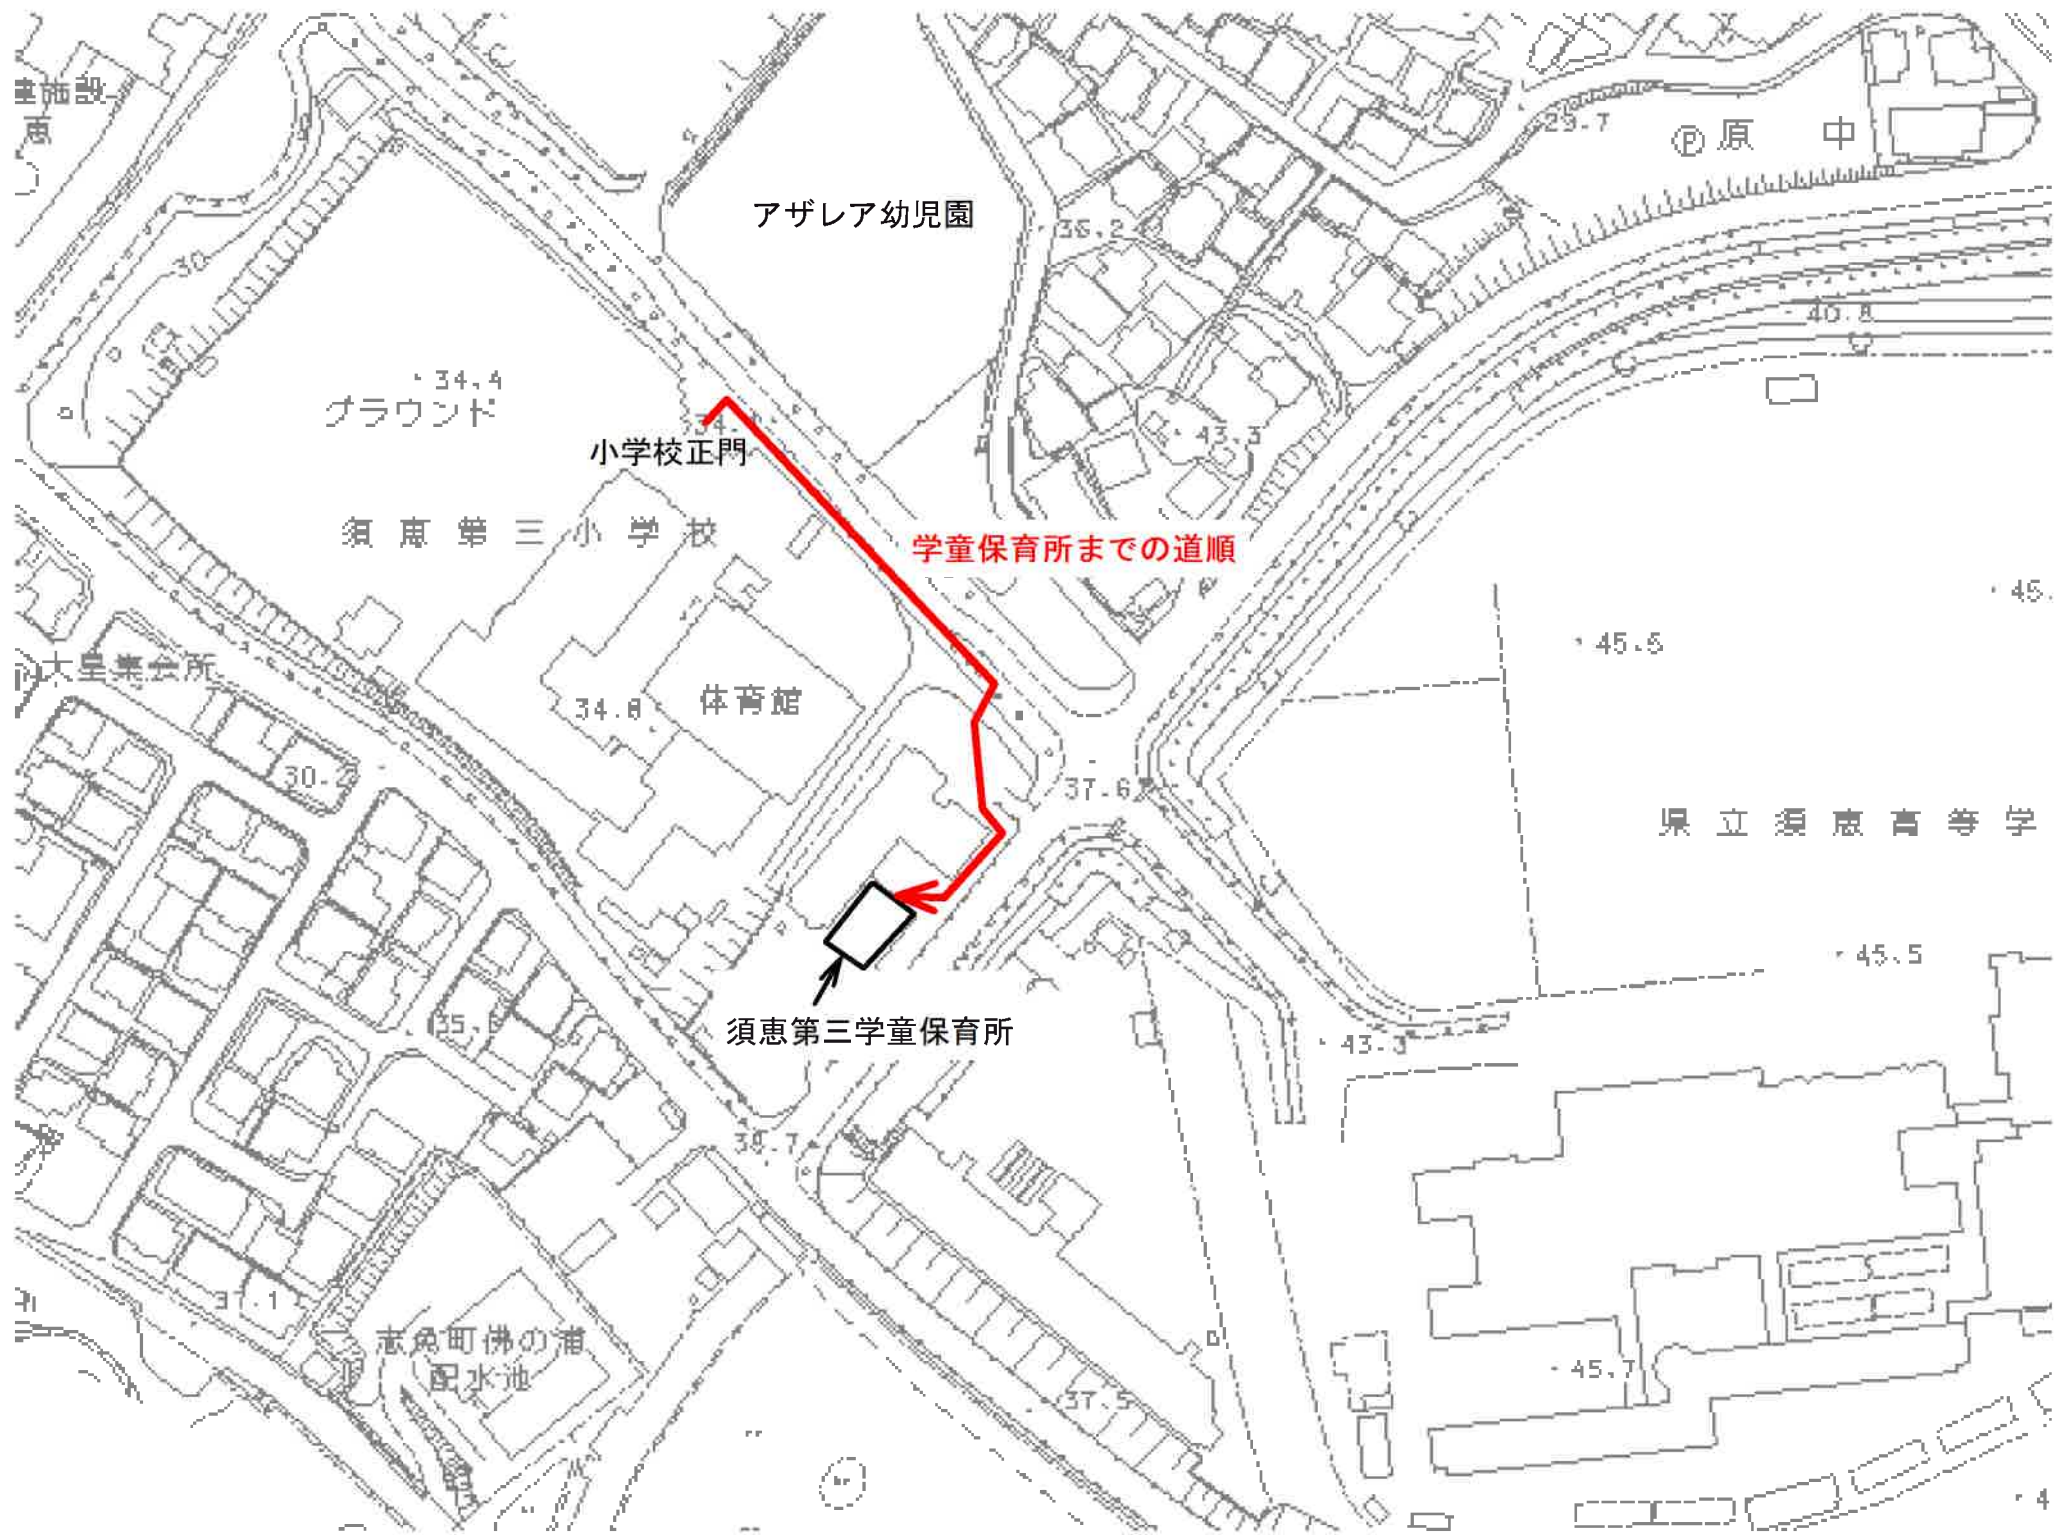 施設
恵
29.7
原 中
アザレア幼児園
36.2
30
40.8
34.4
グラウンド
43.3
小学校正門
須恵第三小学校
学童保育所までの道順
45.6
大星集会所
体育館
34.8
30.2
37.6
県立須恵高等学
45.5
須恵第三学童保育所
43.3
37.1
志免町佛の浦
配水池
45.7
37.5